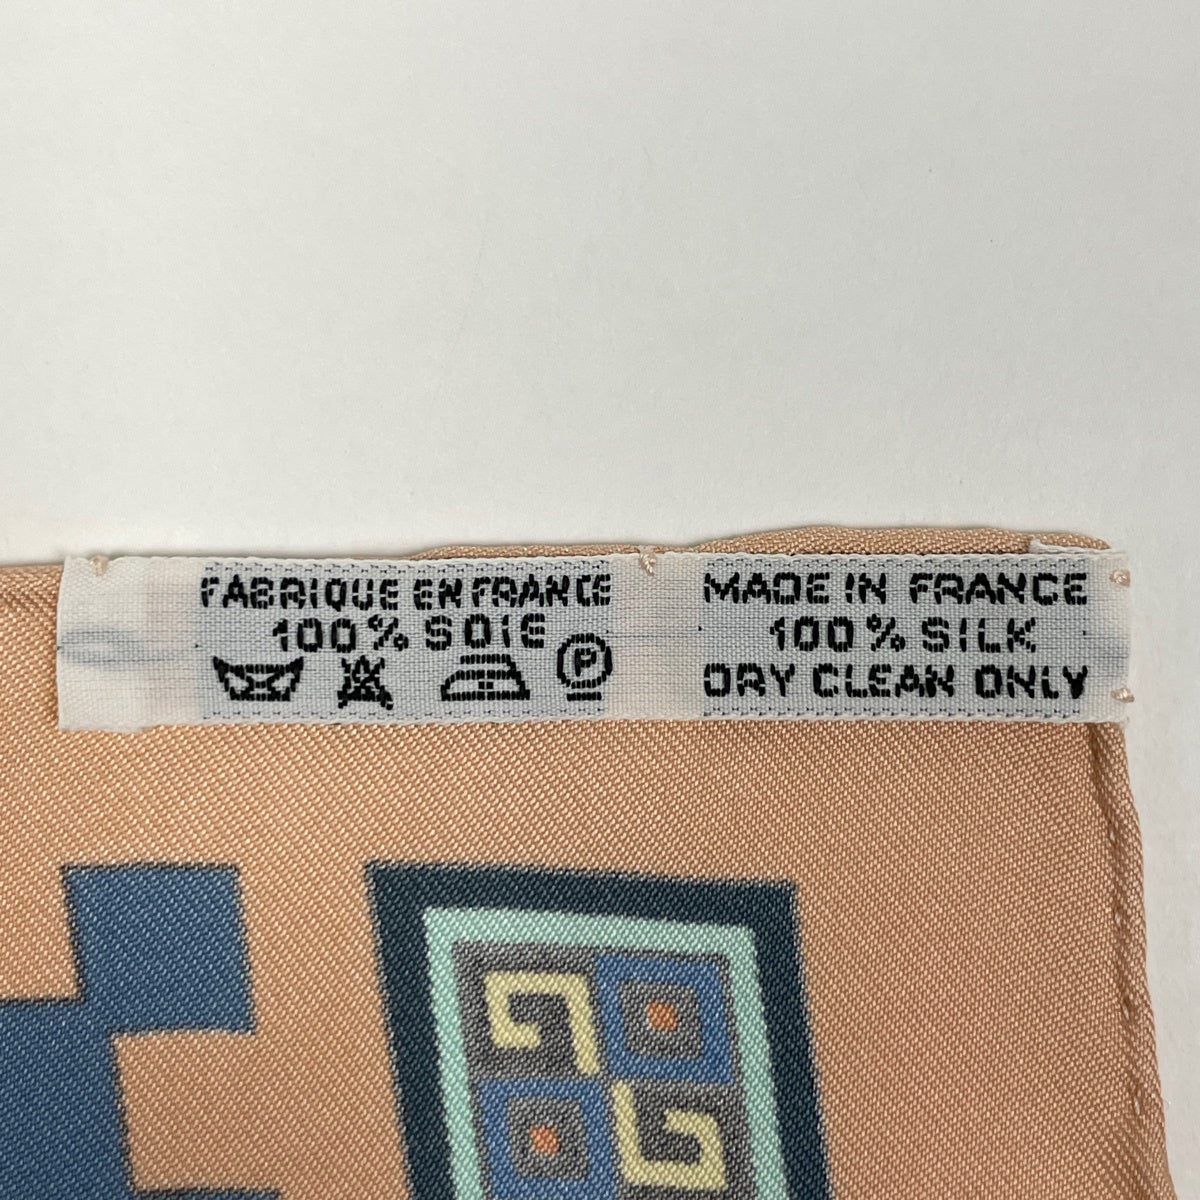 FABRIQUE EN FRANCE
100% SOIE
P
MADE IN FRANCE
100% SILK
DRY CLEAN ONLY